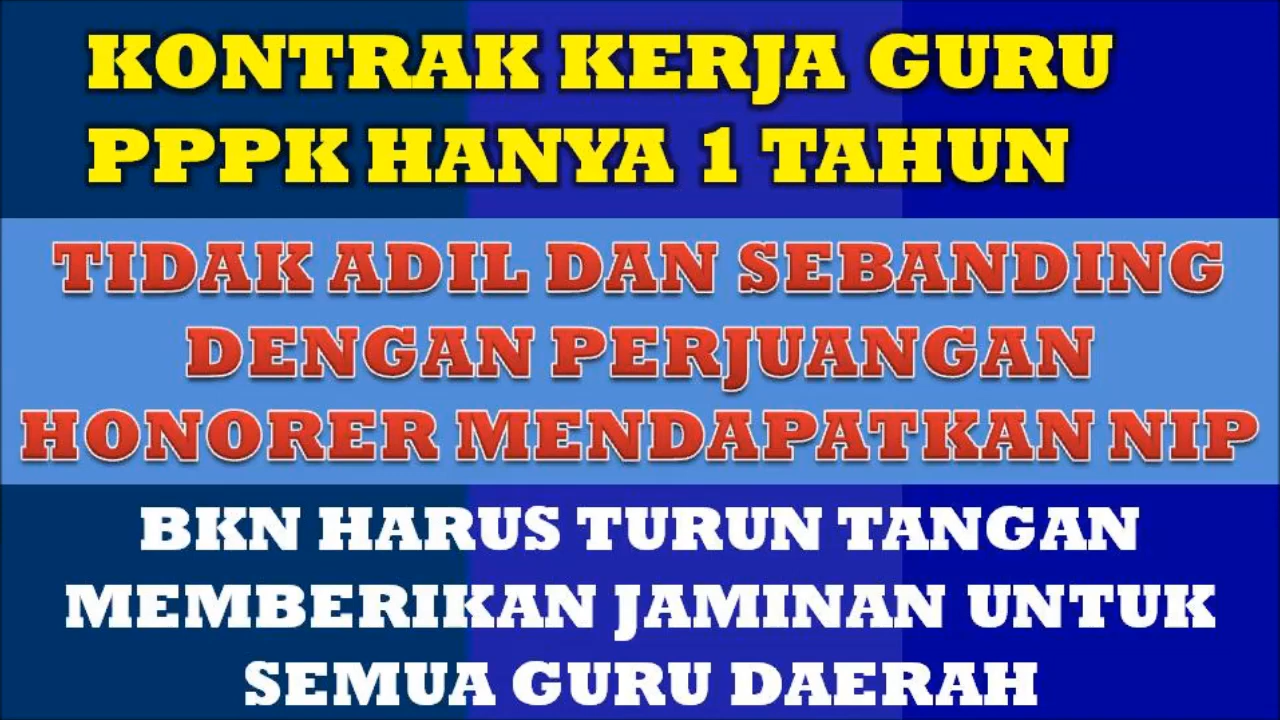 KONTRAK KERJA GURU
PPPK HANYA 1 TAHUN
TIDAK ADIL DAN SEBANDING
DENGAN PERJUANGAN
HONORER MENDAPATKAN NIP
BKN HARUS TURUN TANGAN
MEMBERIKAN JAMINAN UNTUK
SEMUA GURU DAERAH